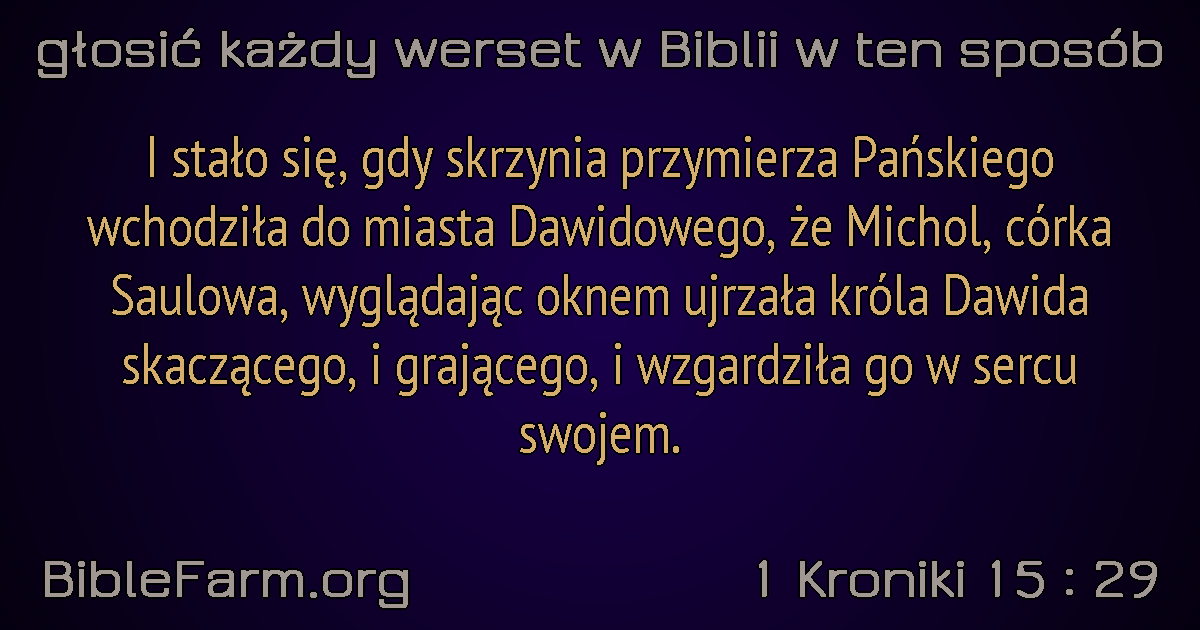 głosić każdy werset w Biblii w ten sposób
I stało się, gdy skrzynia przymierza Pańskiego
wchodziła do miasta Dawidowego, że Michol, córka
Saulowa, wyglądając oknem ujrzała króla Dawida
skaczącego, i grającego, i wzgardziła go w sercu
swojem.
BibleFarm.org
1 Kroniki 15 : 29